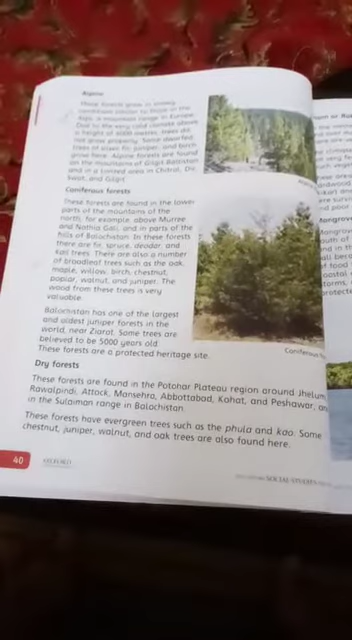 Alpine
These forests grow in
conditions similar to those in the
Alps, a mountain range in Europe.
Due to the very cold climate above
a height of 4000 metres, trees do
not grow properly. Some dwarfed
trees of silver fir, juniper, and birch
grow here. Alpine forests are found
on the mountains of Gilgit Baltistan
and in a limited area in Chitral, Dir,
Swat, and Gilgit.
Coniferous forests
These forests are found in the lower
parts of the mountains of the
north, for example, above Murree
and Nathia Gali, and in parts of the
hills of Balochistan. In these forests
there are fir, spruce, deodar, and
kail trees. There are also a number
of broadleaf trees such as the oak,
maple, willow, birch, chestnut,
poplar, walnut, and juniper. The
wood from these trees is very
valuable.
Balochistan has one of the largest
and oldest juniper forests in the
world, near Ziarat. Some trees are
believed to be 5000 years old.
These forests are a protected heritage site.
Coniferous
Dry forests
These forests are found in the Potohar Plateau region around Jhelum,
Rawalpindi, Attock, Mansehra, Abbottabad, Kohat, and Peshawar, and
in the Sulaiman range in Balochistan.
These forests have evergreen trees such as the phula and kao. Some
chestnut, juniper, walnut, and oak trees are also found here.
40
OXFORD
SOCIAL STUDIES